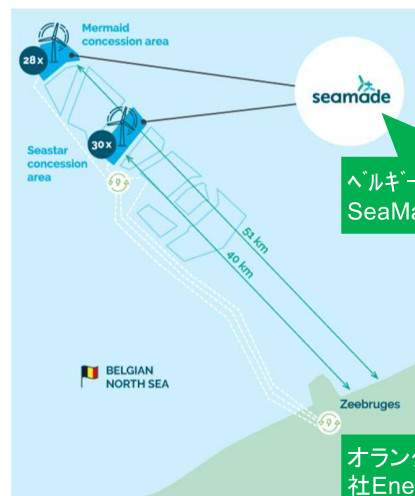 Mermaid
concession area
28x
seamade
30x
Seastar
concession
area
ベルギー
SeaMa
51 km
40 km
BELGIAN
NORTH SEA
Zeebruges
オランダ
社Ene